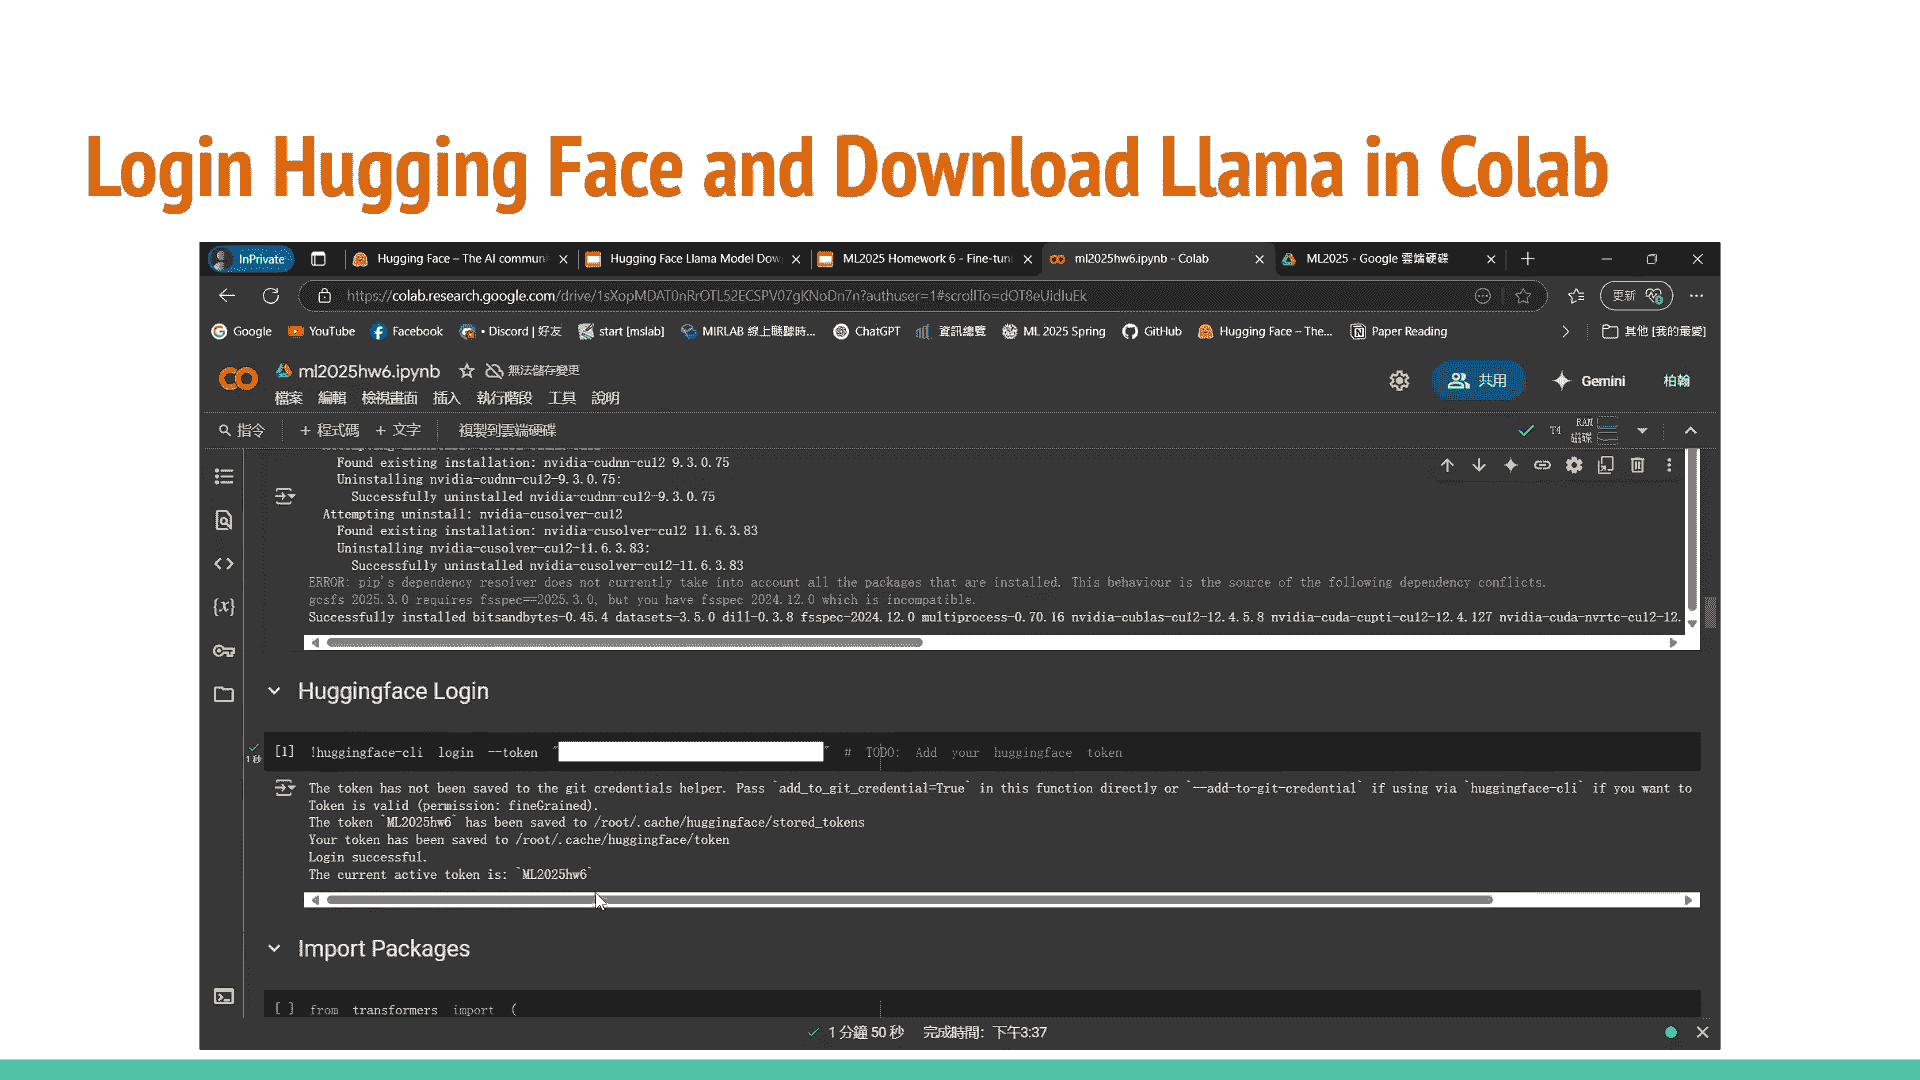 Login Hugging Face and Download Llama in Colab
InPrivate
Hugging Face – The AI commun
Hugging Face Llama Model Dow
ML2025 Homework 6 - Fine-tun
ml2025hw6.ipynb - Colab
ML2025 - Google 雲端硬碟
https://colab.research.google.com/drive/1sXopMDAT0nRrOTL52ECSPV07gKNoDn7n?authuser=1#scrollTo=dOT8eUidIuEk
更新
Google
YouTube
Facebook
• Discord | 好友
start [mslab]
MIRLAB 線上聽聽時...
ChatGPT
資訊總覽
ML 2025 Spring
GitHub
Hugging Face – The...
Paper Reading
其他 [我的最愛]
ml2025hw6.ipynb
無法儲存變更
共用
Gemini
柏翰
檔案 編輯 檢視畫面 插入 執行階段 工具 說明
指令 + 程式碼 + 文字 複製到雲端硬碟
T4
RAM
磁碟
Found existing installation: nvidia-cudnn-cu12 9.3.0.75
Uninstalling nvidia-cudnn-cu12-9.3.0.75:
Successfully uninstalled nvidia-cudnn-cu12-9.3.0.75
Attempting uninstall: nvidia-cusolver-cu12
Found existing installation: nvidia-cusolver-cu12 11.6.3.83
Uninstalling nvidia-cusolver-cu12-11.6.3.83:
Successfully uninstalled nvidia-cusolver-cu12-11.6.3.83
ERROR: pip's dependency resolver does not currently take into account all the packages that are installed. This behaviour is the source of the following dependency conflicts.
gcsfs 2025.3.0 requires fsspec==2025.3.0, but you have fsspec 2024.12.0 which is incompatible.
Successfully installed bitsandbytes-0.45.4 datasets-3.5.0 dill-0.3.8 fsspec-2024.12.0 multiprocess-0.70.16 nvidia-cublas-cu12-12.4.5.8 nvidia-cuda-cupti-cu12-12.4.127 nvidia-cuda-nvrtc-cu12-12.
Huggingface Login
[1] !huggingface-cli login --token " " # TODO: Add your huggingface token
1 秒
The token has not been saved to the git credentials helper. Pass `add_to_git_credential=True` in this function directly or `--add-to-git-credential` if using via `huggingface-cli` if you want to
Token is valid (permission: fineGrained).
The token `ML2025hw6` has been saved to /root/.cache/huggingface/stored_tokens
Your token has been saved to /root/.cache/huggingface/token
Login successful.
The current active token is: `ML2025hw6`
Import Packages
[ ] from transformers import (
1 分鐘 50 秒 完成時間: 下午3:37